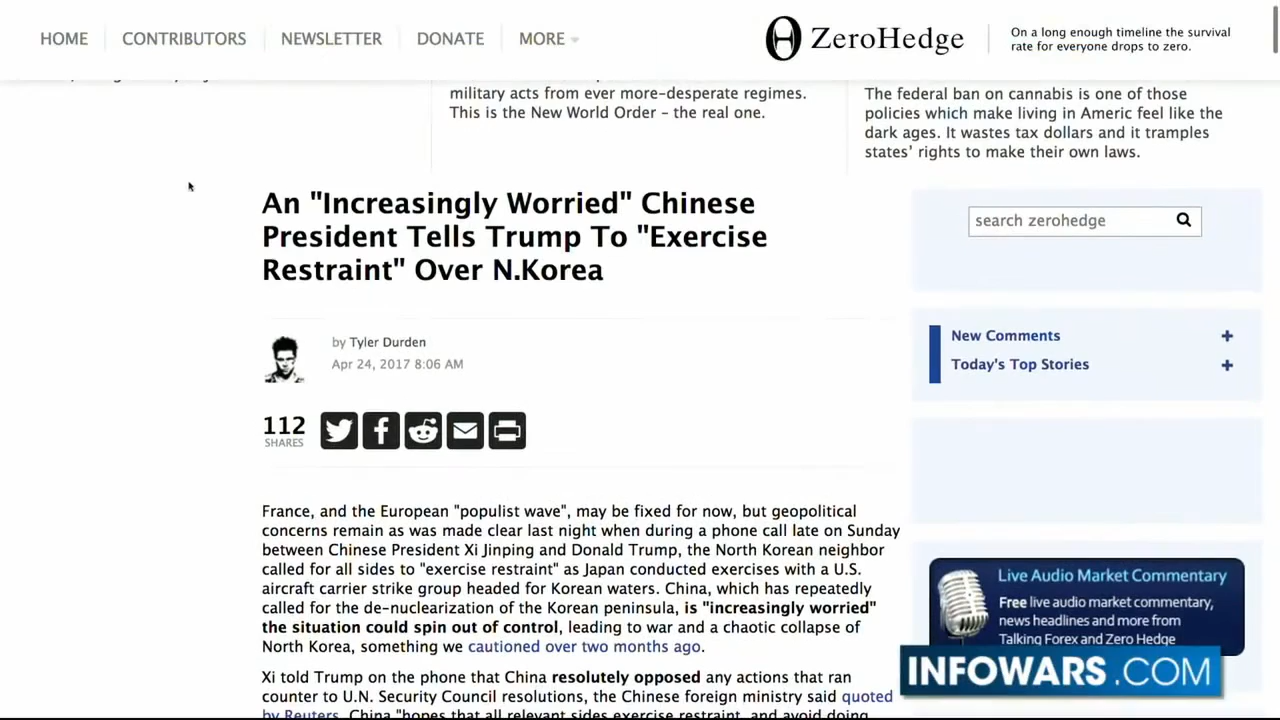 HOME
CONTRIBUTORS
NEWSLETTER
DONATE
MORE
ZeroHedge
On a long enough timeline the survival
rate for everyone drops to zero.
military acts from ever more-desperate regimes.
This is the New World Order - the real one.
The federal ban on cannabis is one of those
policies which make living in Americ feel like the
dark ages. It wastes tax dollars and it tramples
states' rights to make their own laws.
An "Increasingly Worried" Chinese
President Tells Trump To "Exercise
Restraint" Over N.Korea
search zerohedge
by Tyler Durden
Apr 24, 2017 8:06 AM
New Comments +
Today's Top Stories +
112
SHARES
France, and the European "populist wave", may be fixed for now, but geopolitical
concerns remain as was made clear last night when during a phone call late on Sunday
between Chinese President Xi Jinping and Donald Trump, the North Korean neighbor
called for all sides to "exercise restraint" as Japan conducted exercises with a U.S.
aircraft carrier strike group headed for Korean waters. China, which has repeatedly
called for the de-nuclearization of the Korean peninsula, is "increasingly worried"
the situation could spin out of control, leading to war and a chaotic collapse of
North Korea, something we cautioned over two months ago.
Xi told Trump on the phone that China resolutely opposed any actions that ran
counter to U.N. Security Council resolutions, the Chinese foreign ministry said quoted
by Reuters. China "hopes that all relevant sides exercise restraint, and avoid doing
Live Audio Market Commentary
Free live audio market commentary,
news headlines and more from
Talking Forex and Zero Hedge
INFOWARS.COM